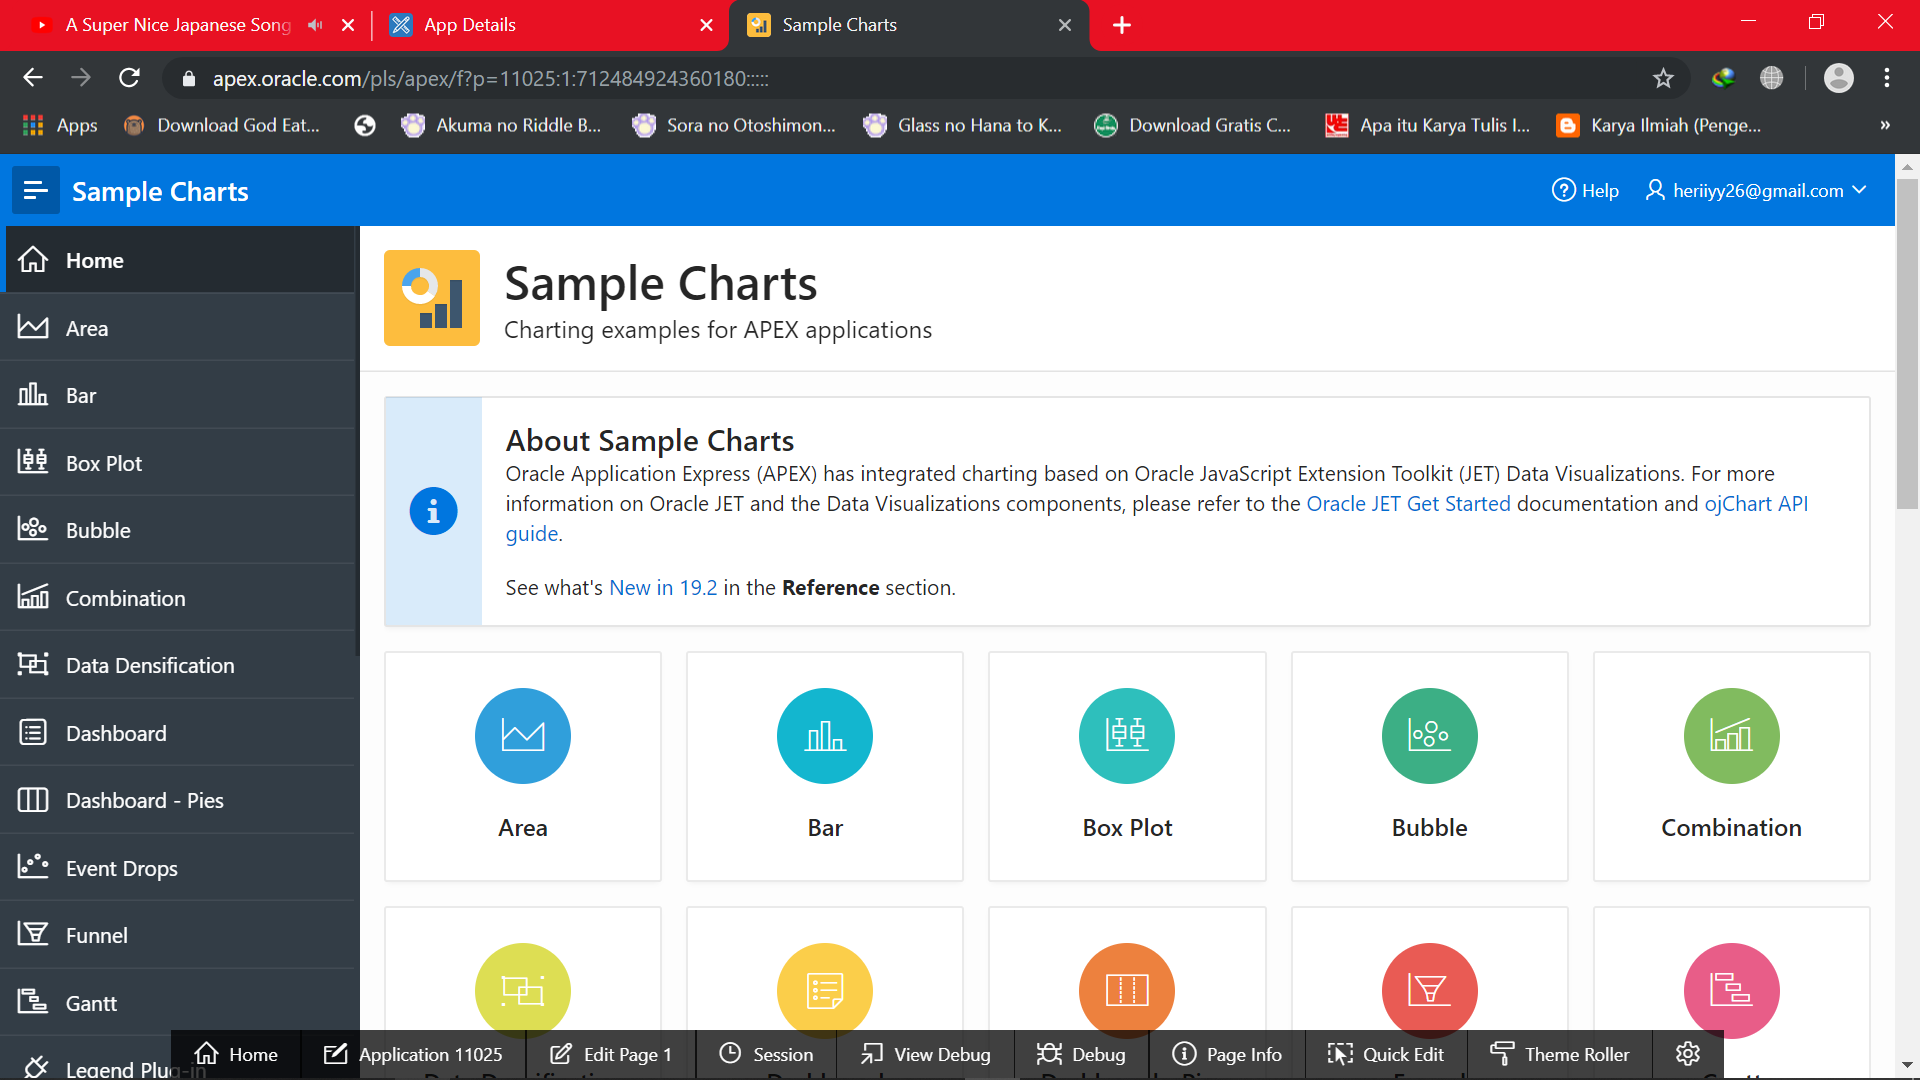 A Super Nice Japanese Song
App Details
Sample Charts
apex.oracle.com/pls/apex/f?p=11025:1:712484924360180:::::
Apps
Download God Eat...
Akuma no Riddle B...
Sora no Otoshimon...
Glass no Hana to K...
Download Gratis C...
Apa itu Karya Tulis I...
Karya Ilmiah (Penge...
»
Sample Charts
Help
heriiyy26@gmail.com
Home
Area
Bar
Box Plot
Bubble
Combination
Data Densification
Dashboard
Dashboard - Pies
Event Drops
Funnel
Gantt
Legend Plug-in
Sample Charts
Charting examples for APEX applications
About Sample Charts
Oracle Application Express (APEX) has integrated charting based on Oracle JavaScript Extension Toolkit (JET) Data Visualizations. For more
information on Oracle JET and the Data Visualizations components, please refer to the Oracle JET Get Started documentation and ojChart API
guide.
See what's New in 19.2 in the Reference section.
Area
Bar
Box Plot
Bubble
Combination
Home
Application 11025
Edit Page 1
Session
View Debug
Debug
Page Info
Quick Edit
Theme Roller